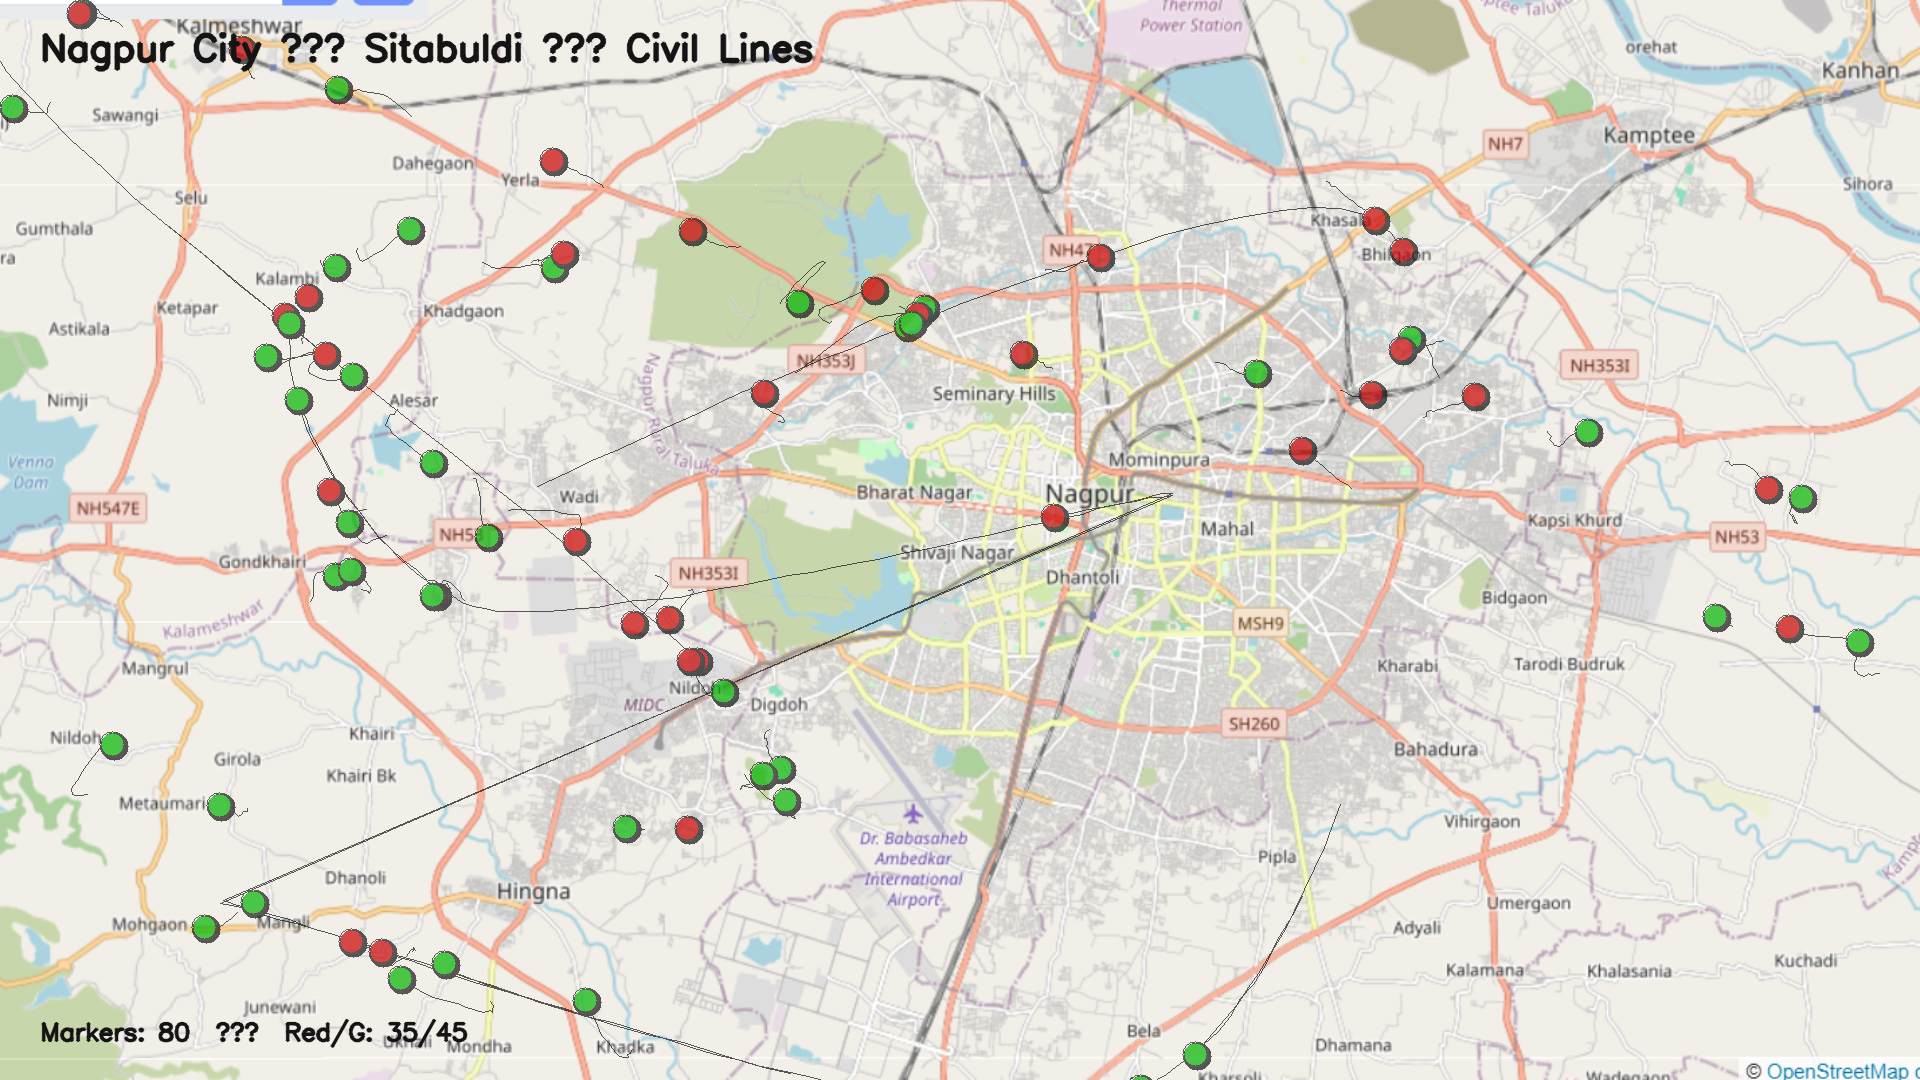 Thermal
Power Station
Kalmeshwar
Nagpur City ??? Sitabuldi ??? Civil Lines
orehat
Kanhan
Sawangi
Kamptee
NH7
Dahegaon
Yerla
Sihora
Selu
Gumthala
Khasala
NH47
Bhilgaon
Kalambi
Ketapar
Khadgaon
Astikala
NH353J
NH353I
Seminary Hills
Nimji
Alesar
Nagpur Rural Taluka
Mominpura
Venna
Dam
Wadi
Bharat Nagar
Nagpur
NH547E
Kapsi Khurd
Mahal
NH53
NH53
Shivaji Nagar
Gondkhairi
NH353I
Dhantoli
Bidgaon
Kalameshwar
MSH9
Mangrul
Kharabi
Tarodi Budruk
Nildoh
MIDC
Digdoh
SH260
Nildoh
Khairi
Bahadura
Girola
Khairi Bk
Metaumari
Vihirgaon
Dr. Babasaheb
Ambedkar
International
Airport
Pipla
Dhanoli
Hingna
Umergaon
Mohgaon
Mangli
Adyali
Kuchadi
Kalamana
Khalasania
Junewani
Markers: 80 ??? Red/G: 35/45
Bela
Mondha
Khadka
Dhamana
Kharsoli
Wadegaon
© OpenStreetMap